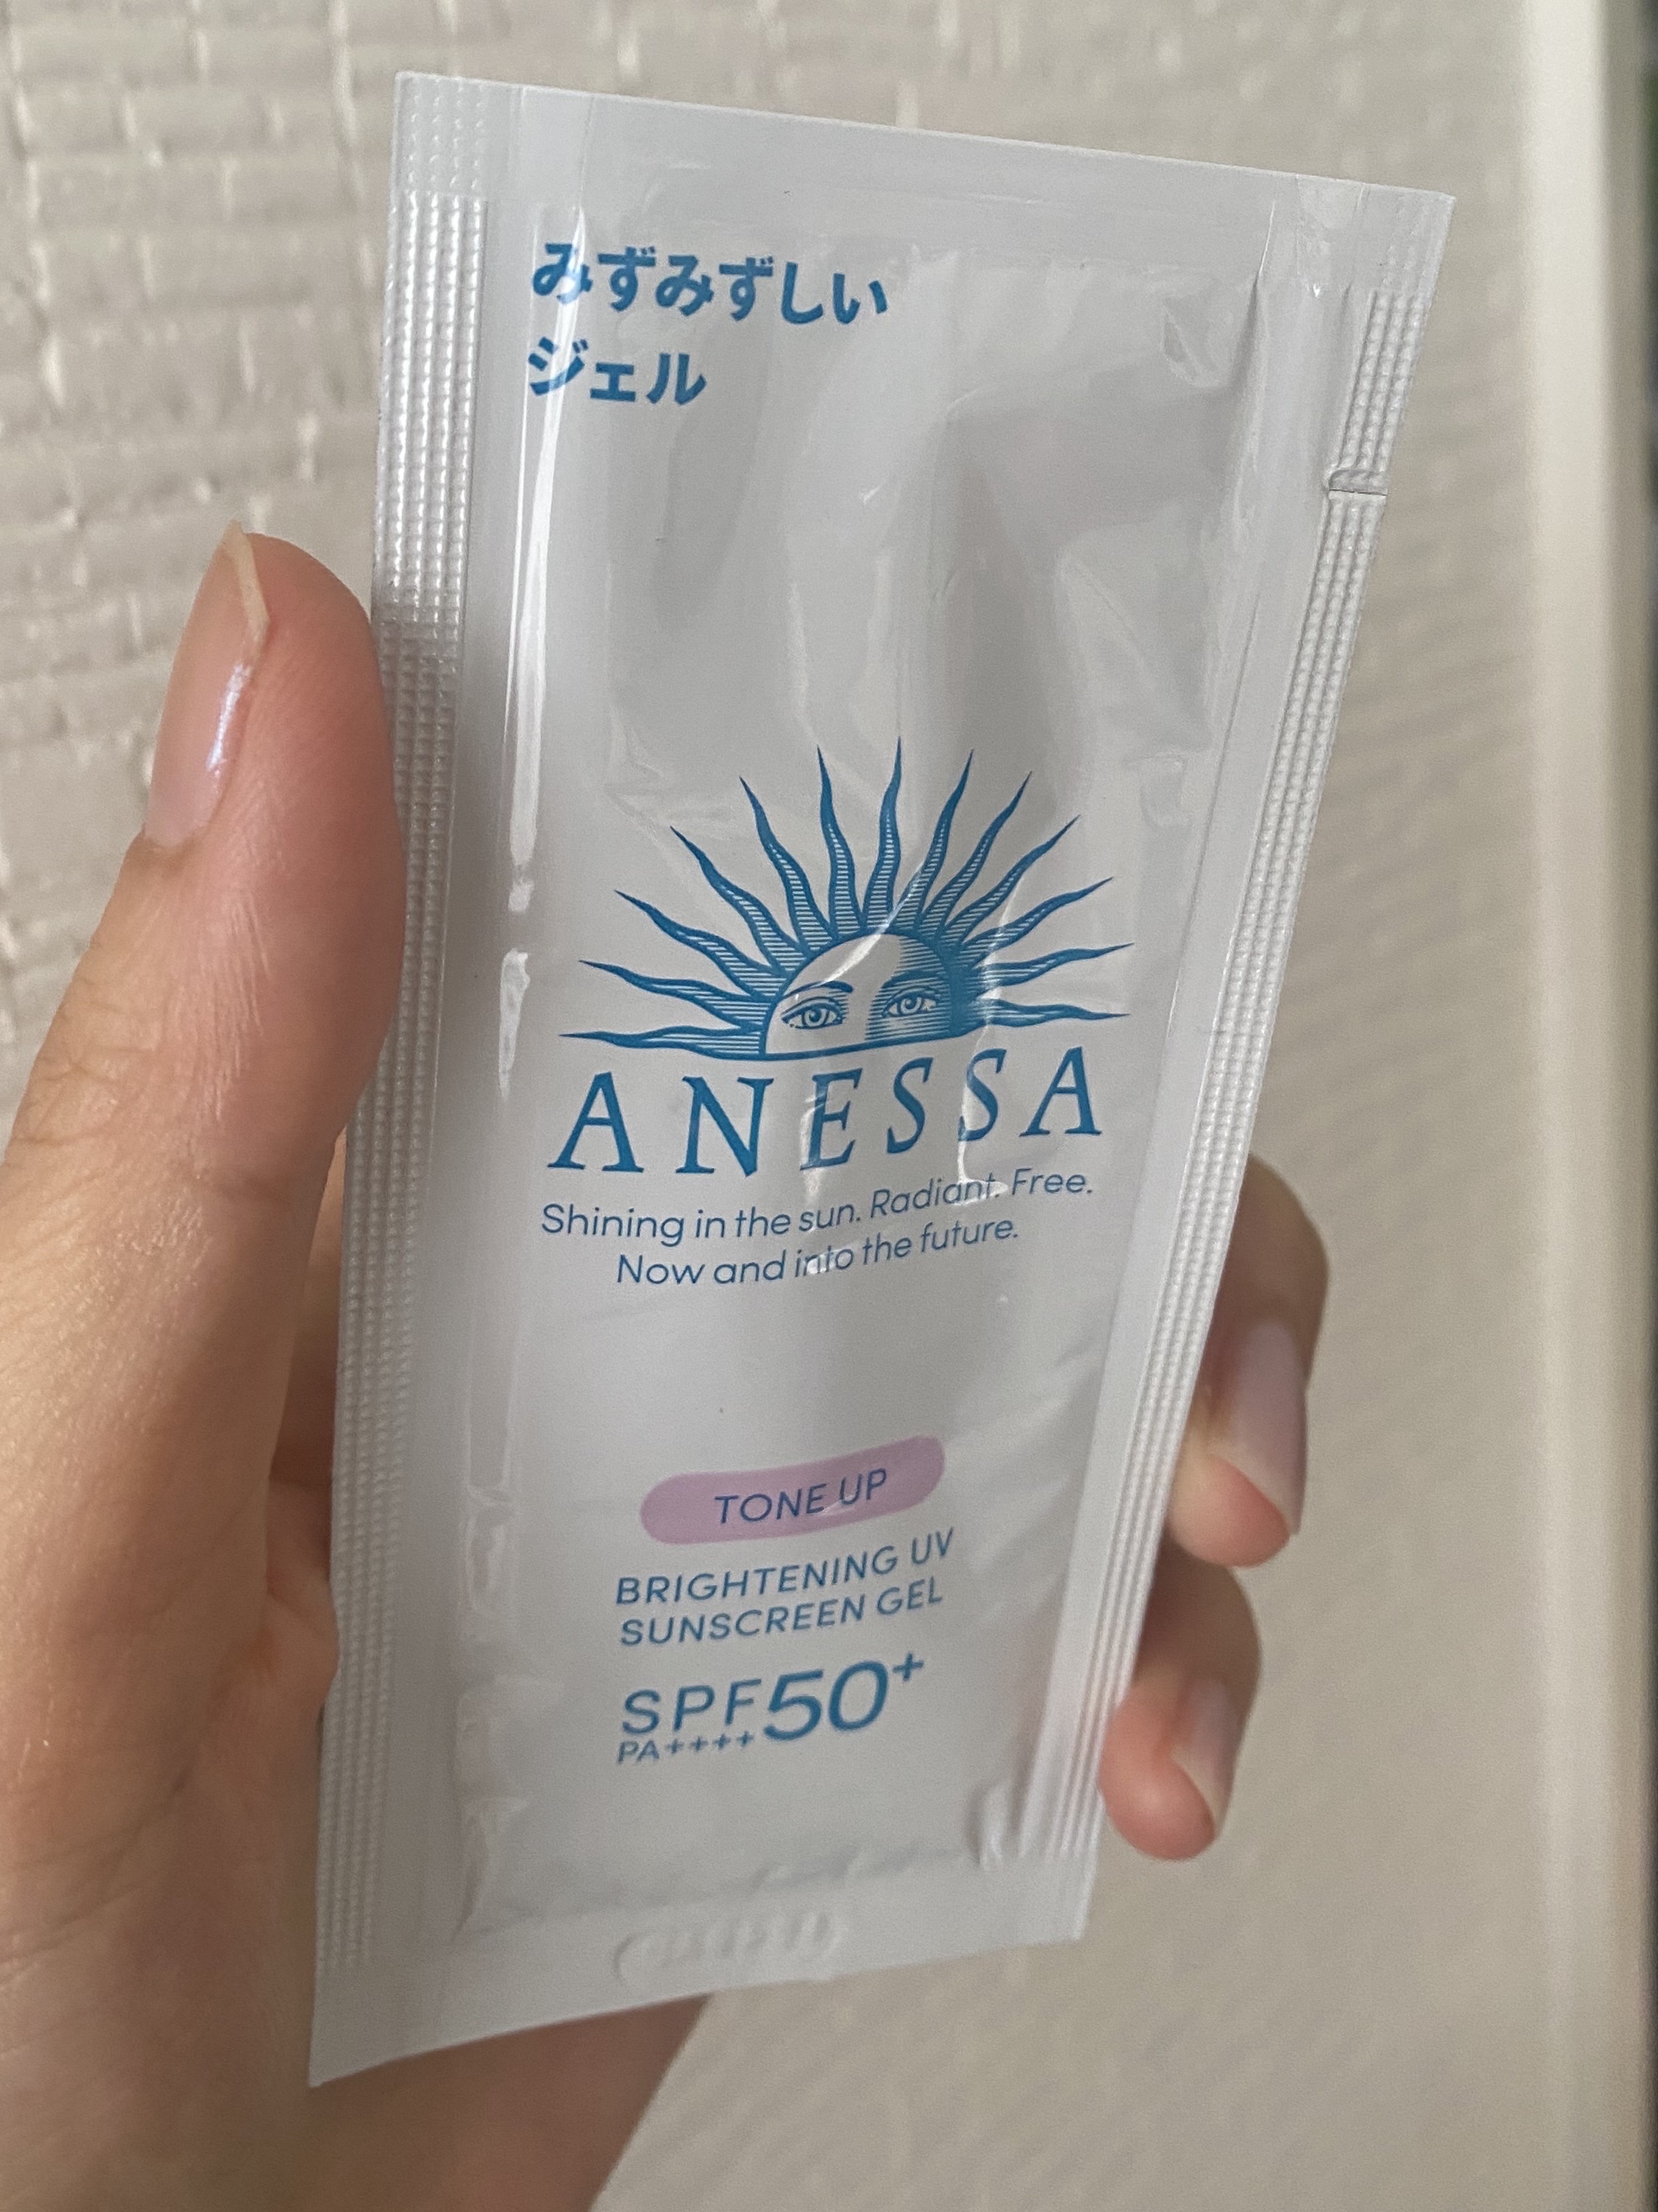 みずみずしい
ジェル
ANESSA
Shining in the sun. Radiant. Free.
Now and into the future.
TONE UP
BRIGHTENING UV
SUNSCREEN GEL
SPF50+
PA++++